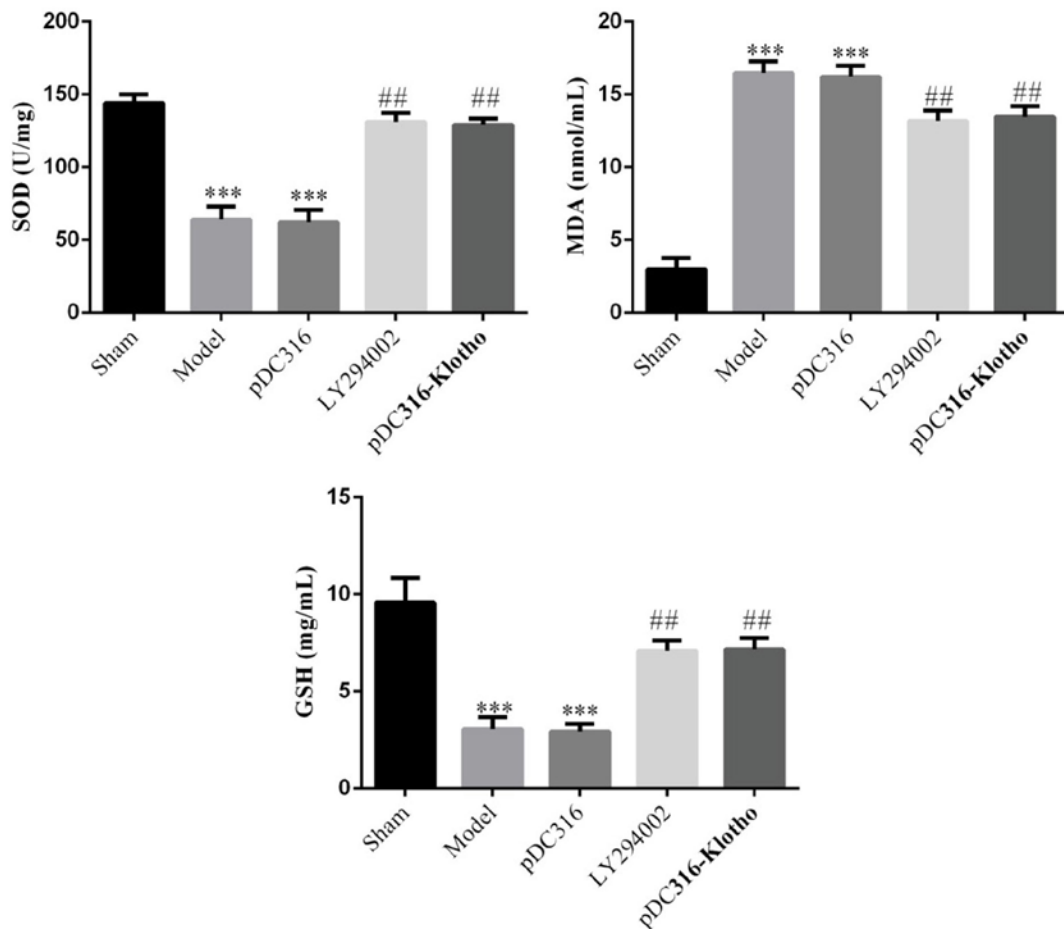 SOD (U/mg)
200
150
100
50
0
***
***
##
##
Sham
Model
pDC316
LY294002
pDC316-Klotho
MDA (nmol/mL)
20
15
10
5
0
***
***
##
##
Sham
Model
pDC316
LY294002
pDC316-Klotho
GSH (mg/mL)
15
10
5
0
***
***
##
##
Sham
Model
pDC316
LY294002
pDC316-Klotho